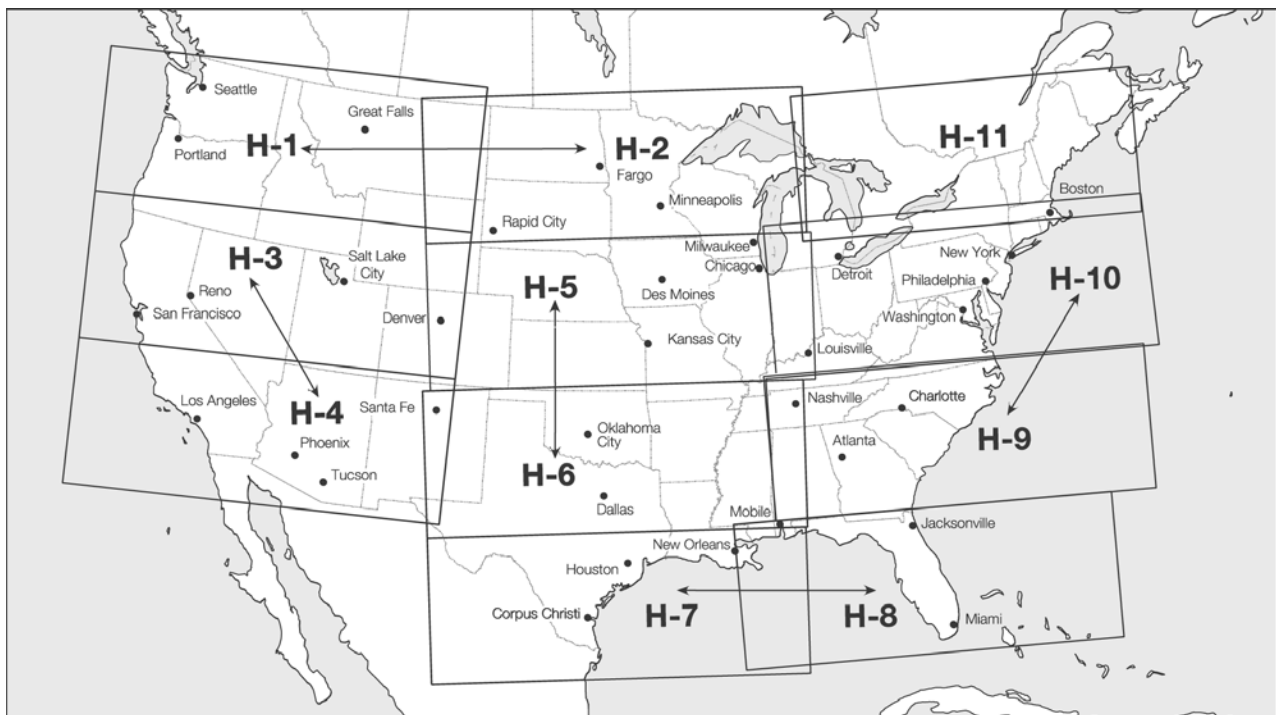 Seattle
Great Falls
Portland
H-1
H-2
Fargo
H-11
Boston
Minneapolis
Rapid City
Milwaukee
Chicago
Detroit
New York
Philadelphia
H-10
Washington
H-3
Salt Lake
City
Reno
San Francisco
Denver
H-5
Des Moines
Kansas City
Louisville
Los Angeles
H-4
Santa Fe
Phoenix
Tucson
Oklahoma
City
H-6
Dallas
Nashville
Charlotte
Atlanta
H-9
Mobile
Jacksonville
New Orleans
Houston
Corpus Christi
H-7
H-8
Miami